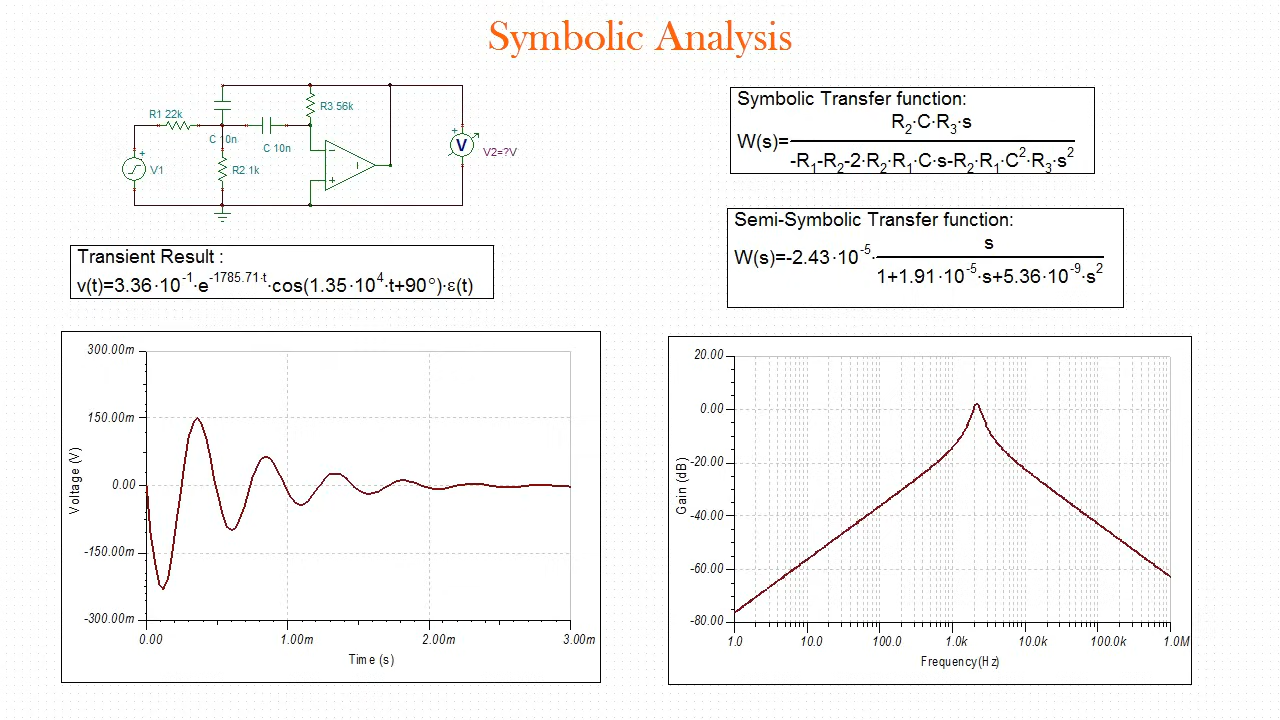 Symbolic Analysis
R1 22k
R3 56k
C 10n
C 10n
V
V2=?V
V1
R2 1k
+
+
-
+
Symbolic Transfer function:
R₂·C·R₃·s
W(s)=
-R₁-R₂-2·R₂·R₁·C·s-R₂·R₁·C²·R₃·s²
Semi-Symbolic Transfer function:
s
W(s)=-2.43·10⁻⁵·
1+1.91·10⁻⁵·s+5.36·10⁻⁹·s²
Transient Result :
v(t)=3.36·10⁻¹·e^-1785.71·t·cos(1.35·10⁴·t+90°)·ε(t)
300.00m
150.00m
0.00
-150.00m
-300.00m
Voltage (V)
0.00 1.00m 2.00m 3.00m
Time (s)
20.00
0.00
-20.00
-40.00
-60.00
-80.00
Gain (dB)
1.0 10.0 100.0 1.0k 10.0k 100.0k 1.0M
Frequency (Hz)